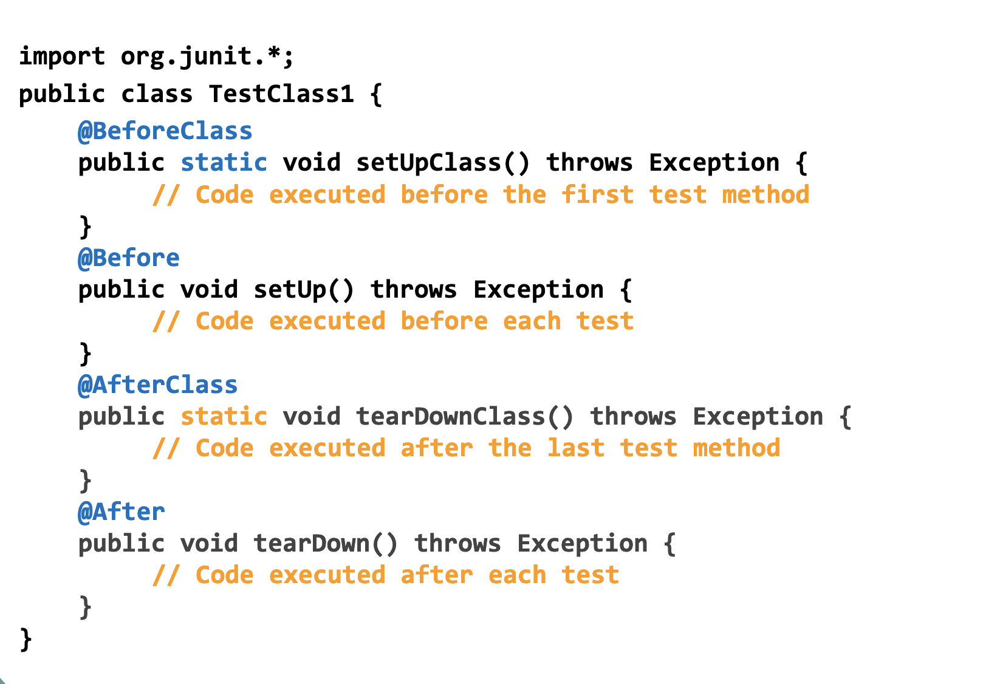 import org.junit.*;
public class TestClass1 {
@BeforeClass
public static void setUpClass() throws Exception {
// Code executed before the first test method
}
@Before
public void setUp() throws Exception {
// Code executed before each test
}
@AfterClass
public static void tearDownClass() throws Exception {
// Code executed after the last test method
}
@After
public void tearDown() throws Exception {
// Code executed after each test
}
}